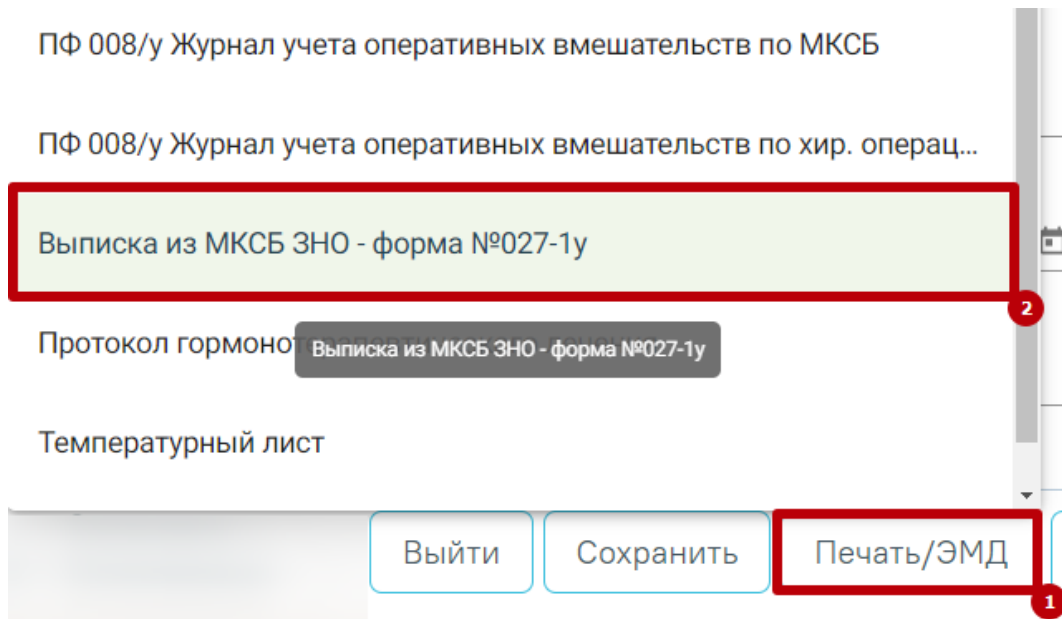 ПФ 008/у Журнал учета оперативных вмешательств по МКСБ
ПФ 008/у Журнал учета оперативных вмешательств по хир. операц...
Выписка из МКСБ ЗНО - форма №027-1у
2
Протокол гормоно
Выписка из МКСБ ЗНО - форма №027-1у
Температурный лист
Выйти Сохранить Печать/ЭМД
1